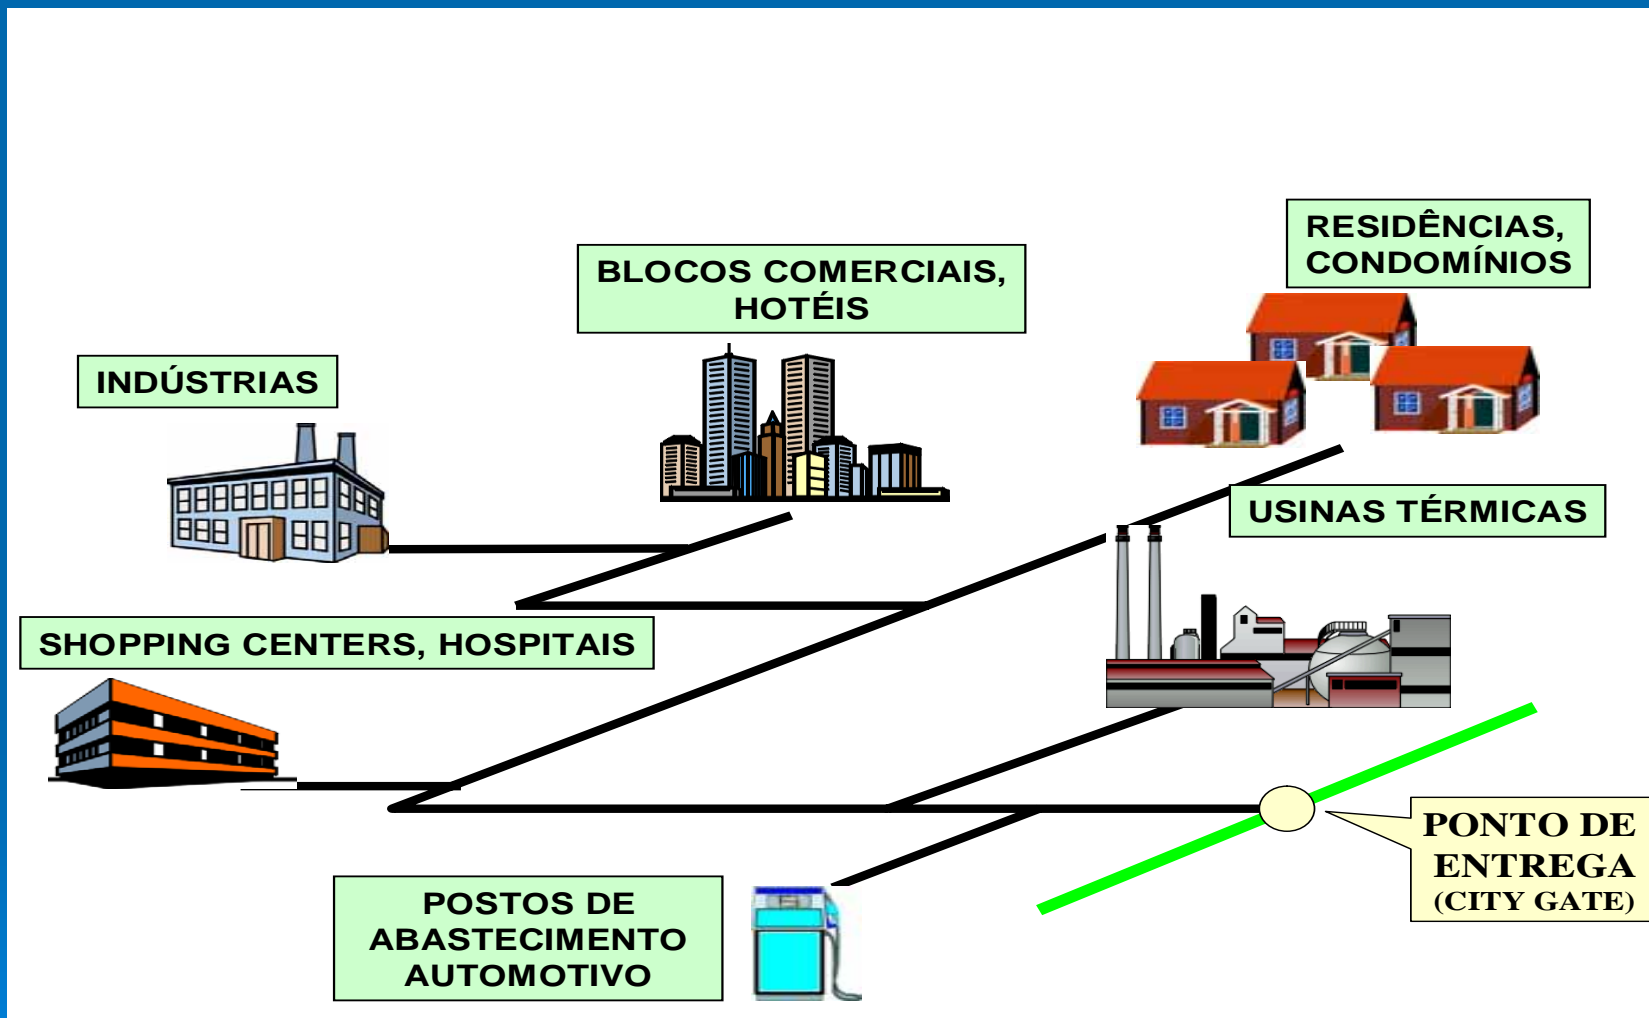 RESIDÊNCIAS,
CONDOMÍNIOS
BLOCOS COMERCIAIS,
HOTÉIS
INDÚSTRIAS
USINAS TÉRMICAS
SHOPPING CENTERS, HOSPITAIS
PONTO DE
ENTREGA
(CITY GATE)
POSTOS DE
ABASTECIMENTO
AUTOMOTIVO